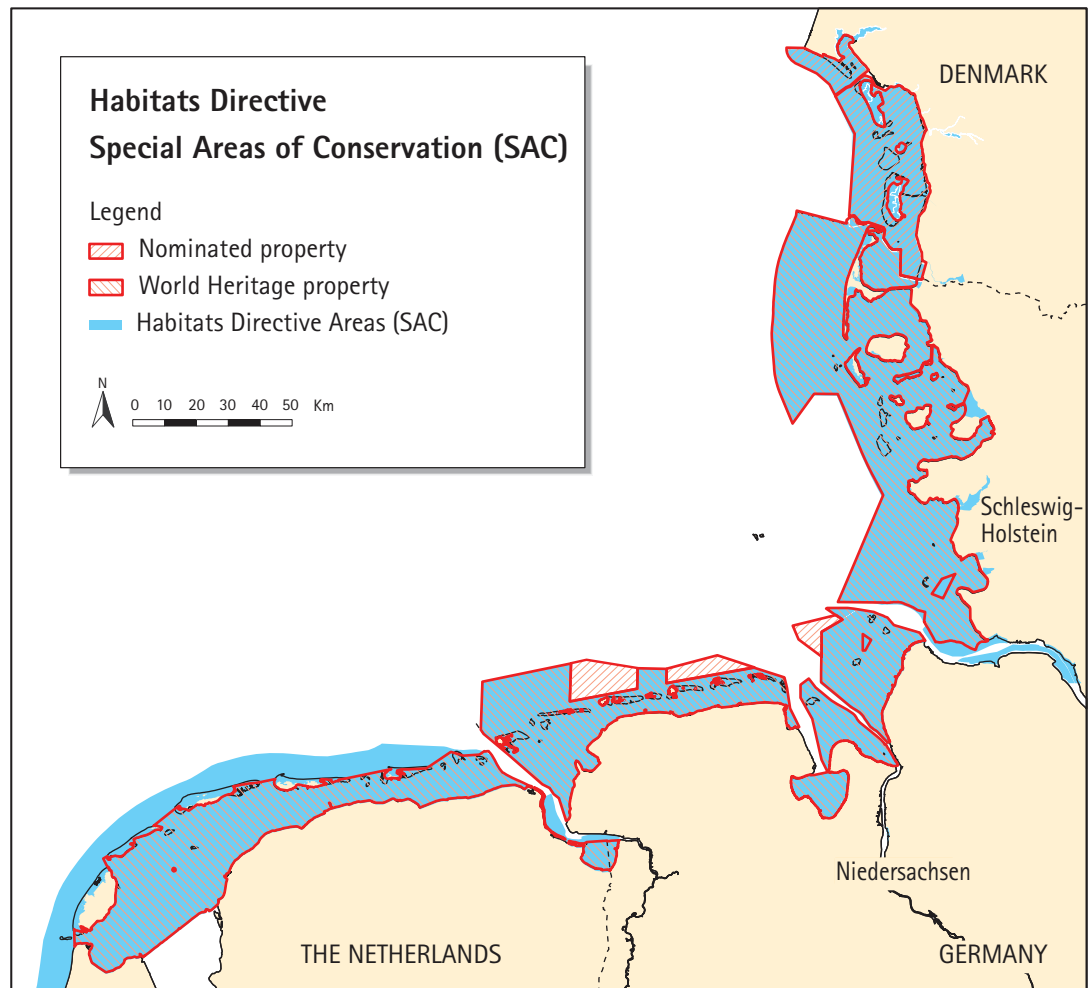 Habitats Directive
Special Areas of Conservation (SAC)
Legend
Nominated property
World Heritage property
Habitats Directive Areas (SAC)
N
0 10 20 30 40 50 Km
DENMARK
Schleswig-
Holstein
Niedersachsen
THE NETHERLANDS
GERMANY